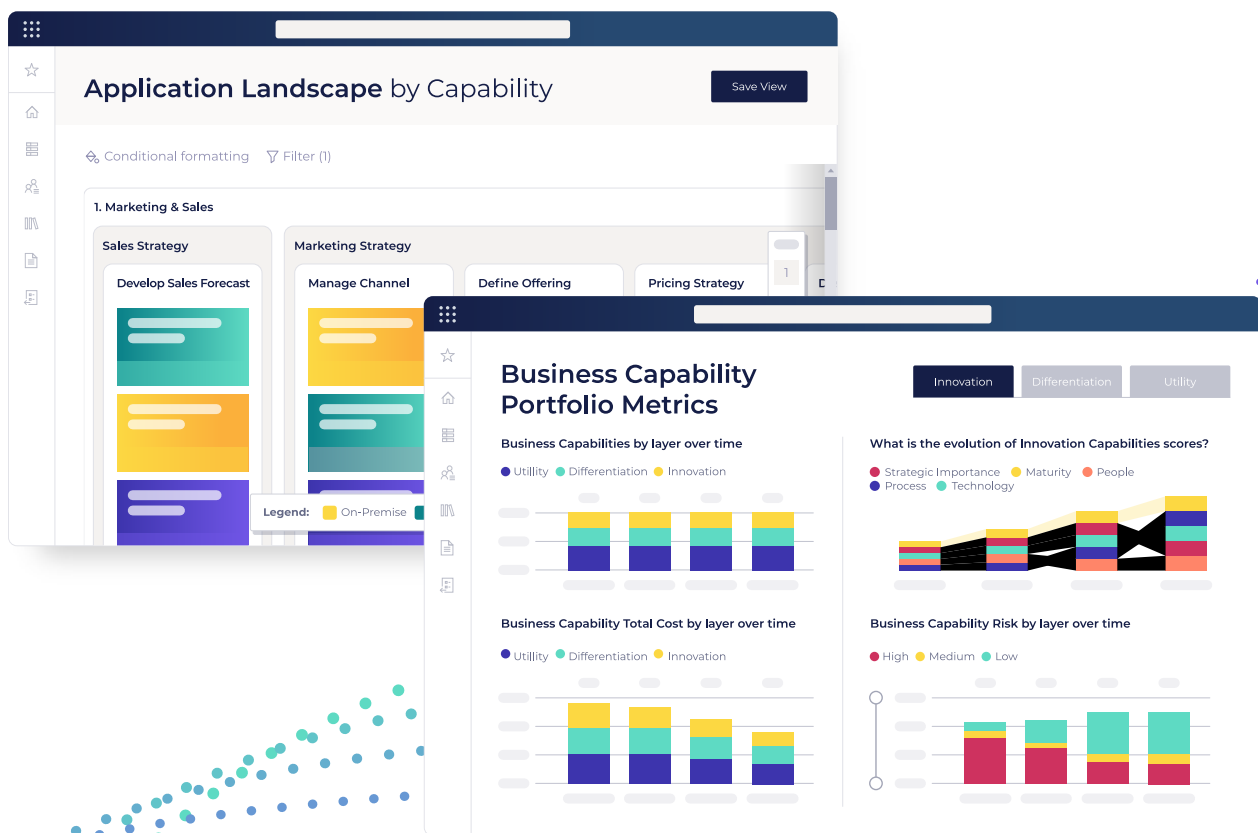 Application Landscape by Capability
Save View
Conditional formatting
Filter (1)
1. Marketing & Sales
Sales Strategy
Marketing Strategy
1
Develop Sales Forecast
Manage Channel
Define Offering
Pricing Strategy
D
Legend:
On-Premise
Business Capability
Portfolio Metrics
Innovation
Differentiation
Utility
Business Capabilities by layer over time
Utillity
Differentiation
Innovation
What is the evolution of Innovation Capabilities scores?
Strategic Importance
Maturity
People
Process
Technology
Business Capability Total Cost by layer over time
Utillity
Differentiation
Innovation
Business Capability Risk by layer over time
High
Medium
Low